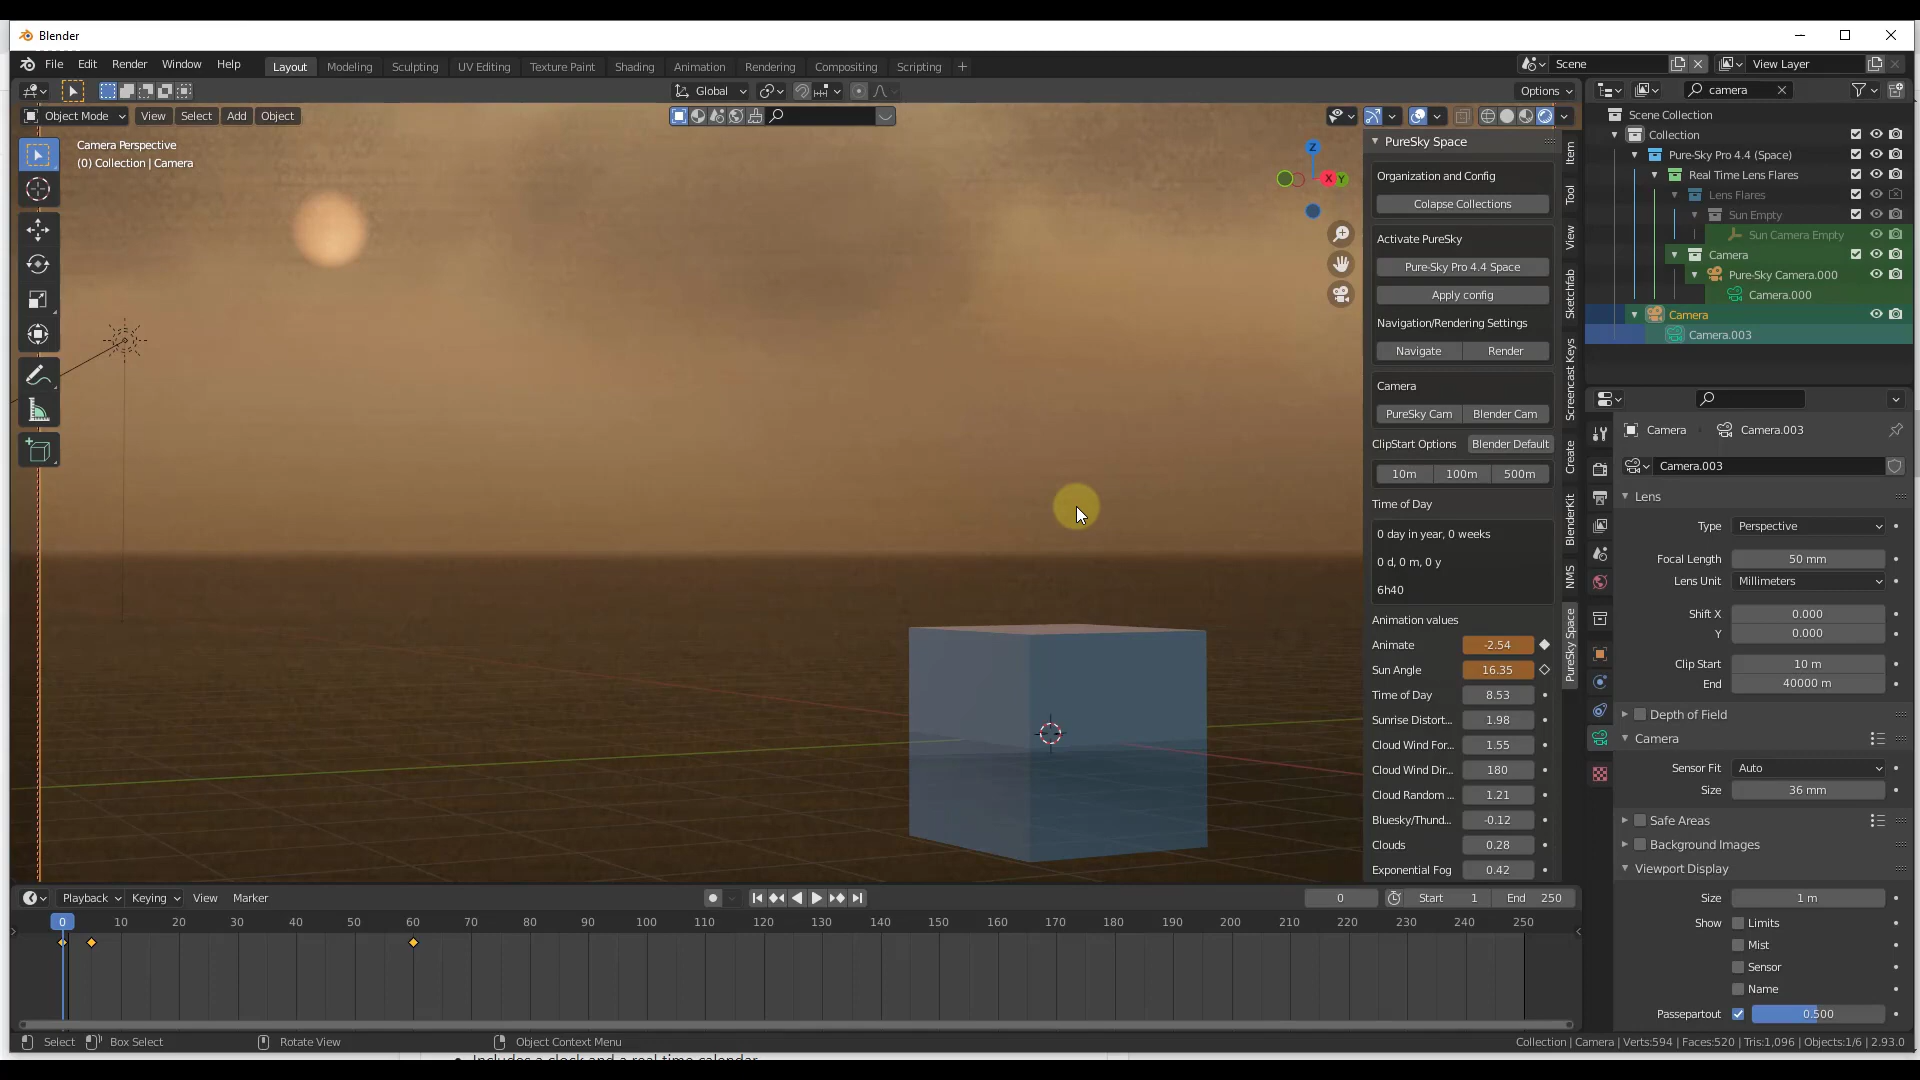 Blender
File Edit Render Window Help
Layout Modeling Sculpting UV Editing Texture Paint Shading Animation Rendering Compositing Scripting +
Scene
View Layer
Global
Options
camera
Object Mode View Select Add Object
Camera Perspective
(0) Collection | Camera
Z
X
Y
PureSky Space
Organization and Config
Colapse Collections
Activate PureSky
Pure-Sky Pro 4.4 Space
Apply config
Navigation/Rendering Settings
Navigate Render
Camera
PureSky Cam Blender Cam
ClipStart Options Blender Default
10m 100m 500m
Time of Day
0 day in year, 0 weeks
0 d, 0 m, 0 y
6h40
Animation values
Animate -2.54
Sun Angle 16.35
Time of Day 8.53
Sunrise Distort... 1.98
Cloud Wind For... 1.55
Cloud Wind Dir... 180
Cloud Random ... 1.21
Bluesky/Thund... -0.12
Clouds 0.28
Exponential Fog 0.42
Item
Tool
View
Sketchfab
Screencast Keys
Create
BlenderKit
NMS
PureSky Space
Scene Collection
Collection
Pure-Sky Pro 4.4 (Space)
Real Time Lens Flares
Lens Flares
Sun Empty
Sun Camera Empty
Camera
Pure-Sky Camera.000
Camera.000
Camera
Camera.003
Camera Camera.003
Camera.003
Lens
Type Perspective
Focal Length 50 mm
Lens Unit Millimeters
Shift X 0.000
Y 0.000
Clip Start 10 m
End 40000 m
Depth of Field
Camera
Sensor Fit Auto
Size 36 mm
Safe Areas
Background Images
Viewport Display
Size 1 m
Show Limits
Mist
Sensor
Name
Passepartout 0.500
Playback Keying View Marker
0 Start 1 End 250
0 10 20 30 40 50 60 70 80 90 100 110 120 130 140 150 160 170 180 190 200 210 220 230 240 250
Select Box Select Rotate View Object Context Menu
Collection | Camera | Verts:594 | Faces:520 | Tris:1,096 | Objects:1/6 | 2.93.0
Includes a clock and a real time calendar